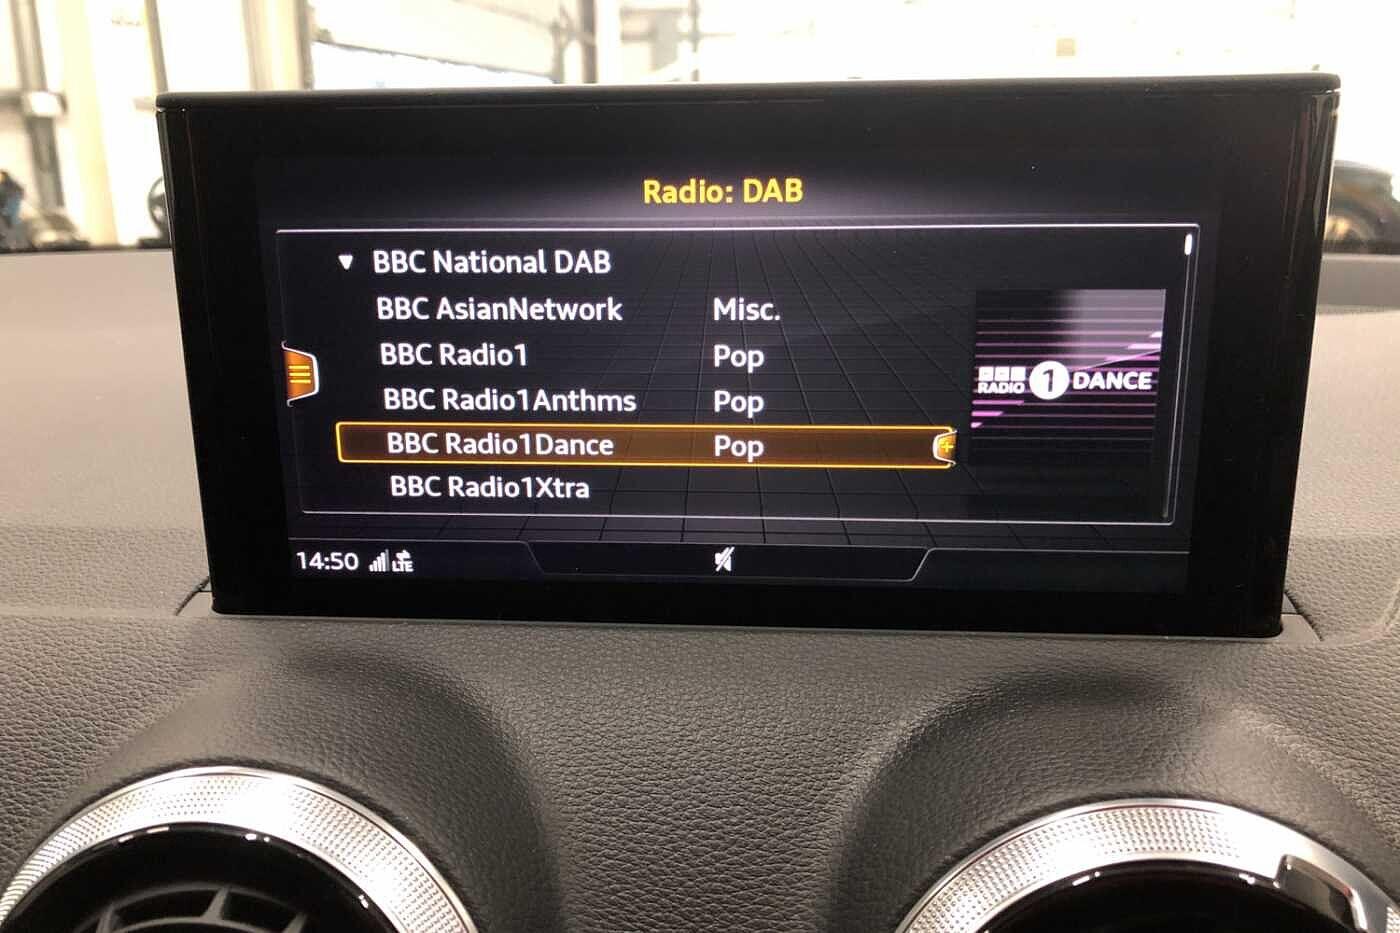 Radio: DAB
BBC National DAB
BBC AsianNetwork Misc.
BBC Radio1 Pop
BBC Radio1Anthms Pop
BBC Radio1Dance Pop
BBC Radio1Xtra
BBC
RADIO 1 DANCE
14:50 LTE